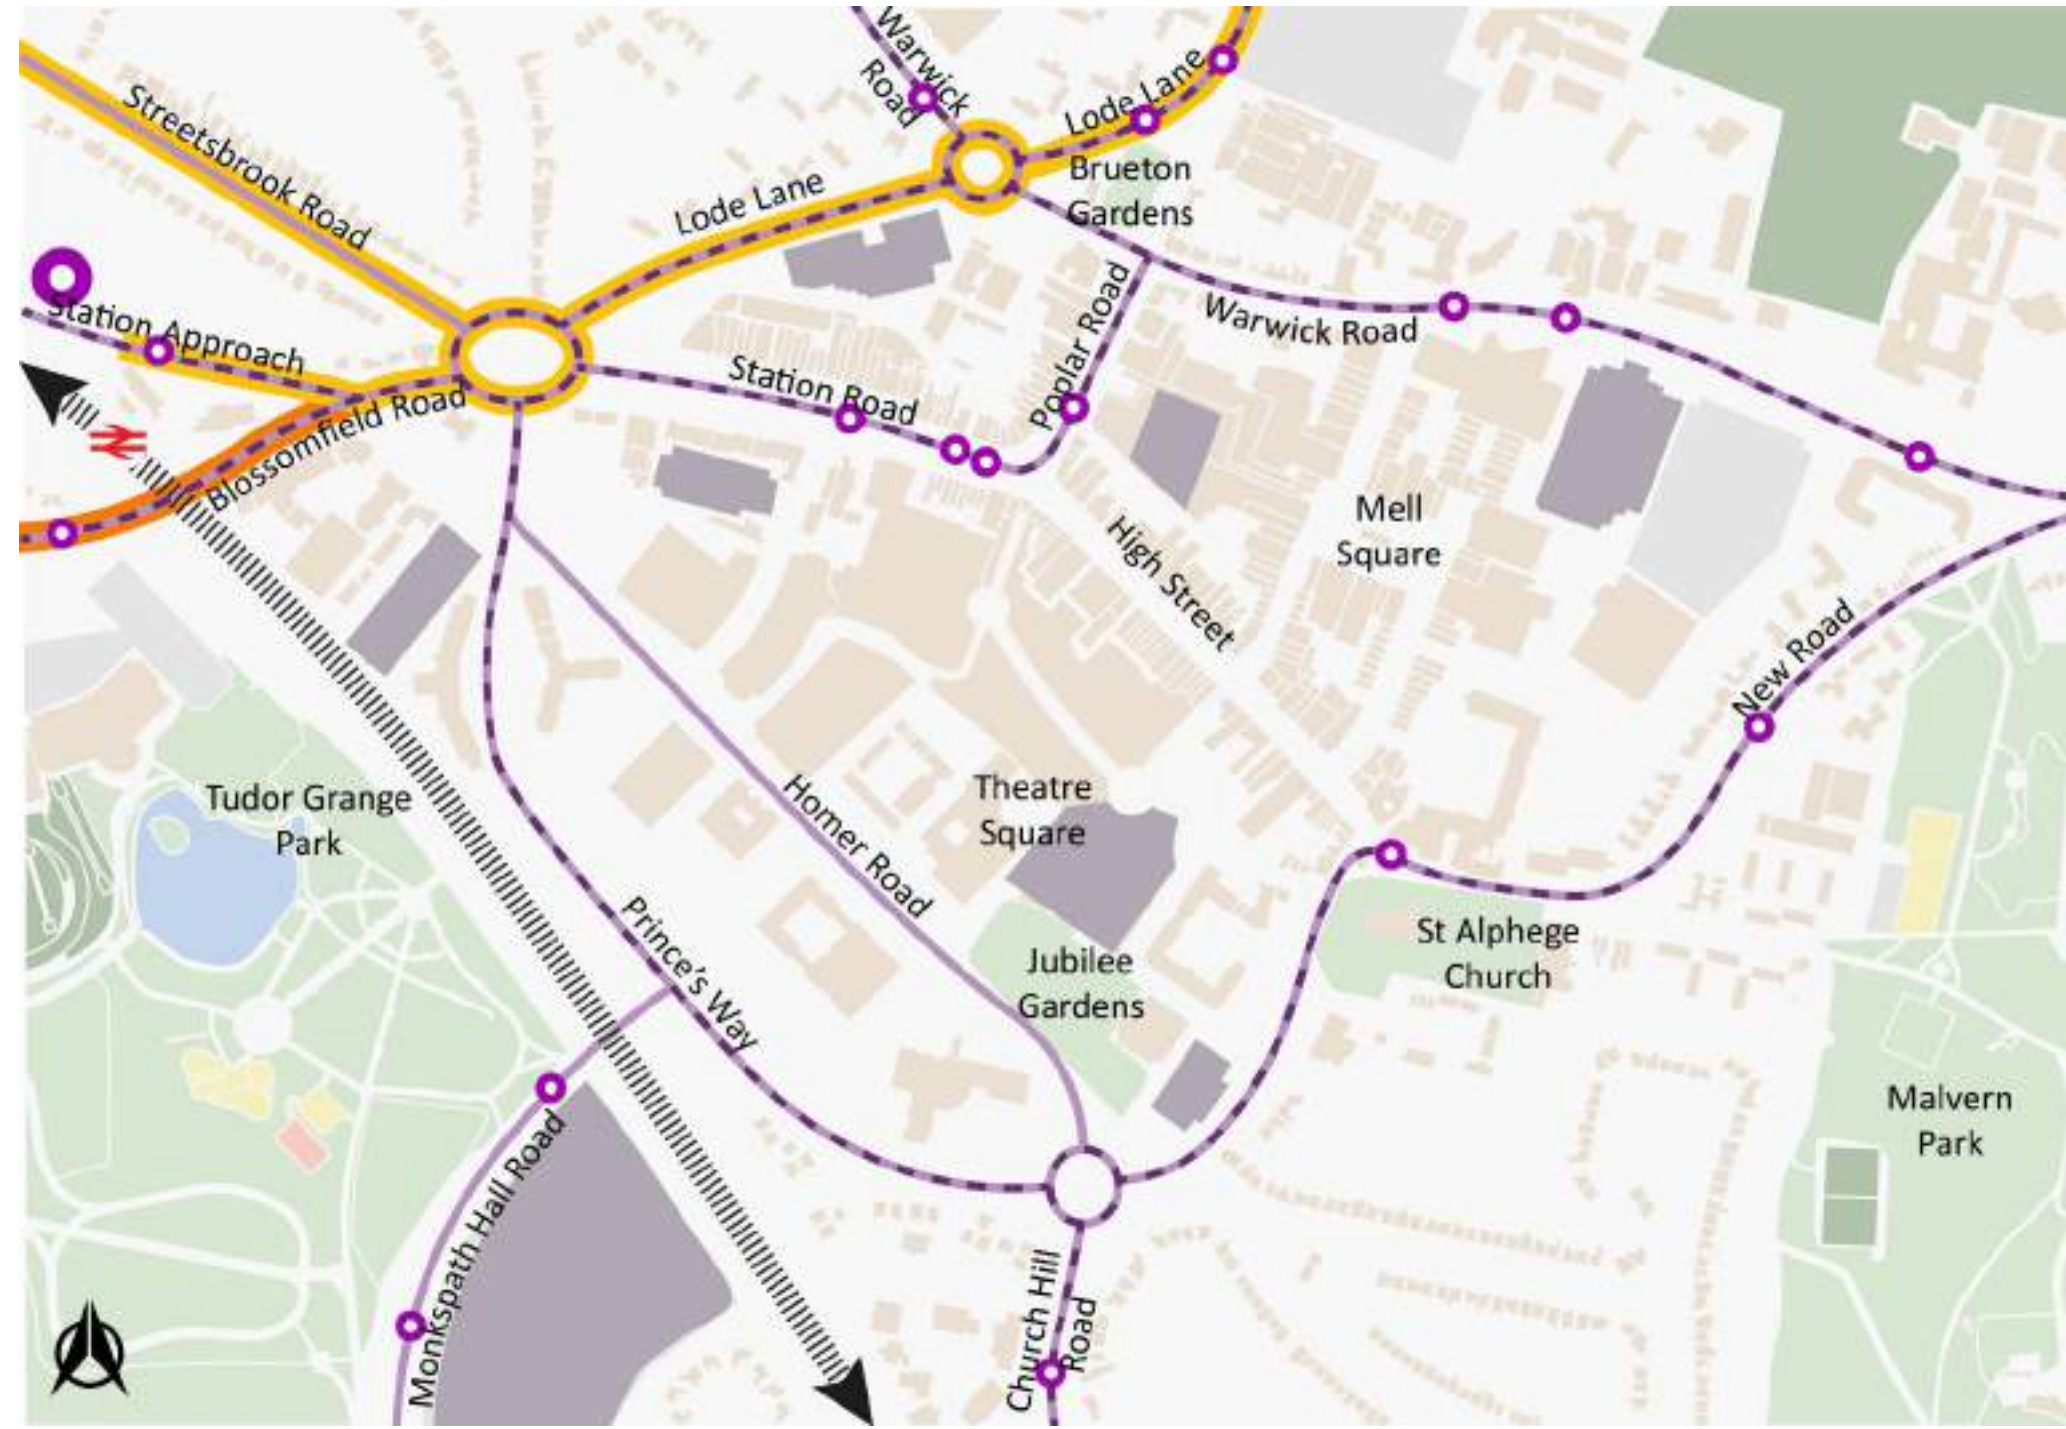 Warwick
Road
Lode Lane
Streetsbrook Road
Brueton
Gardens
Lode Lane
Station Approach
Poplar Road
Warwick Road
Station Road
Blossomfield Road
Mell
Square
High Street
New Road
Tudor Grange
Park
Theatre
Square
Homer Road
Prince's Way
St Alphege
Church
Jubilee
Gardens
Malvern
Park
Monkspath Hall Road
Church Hill
Road